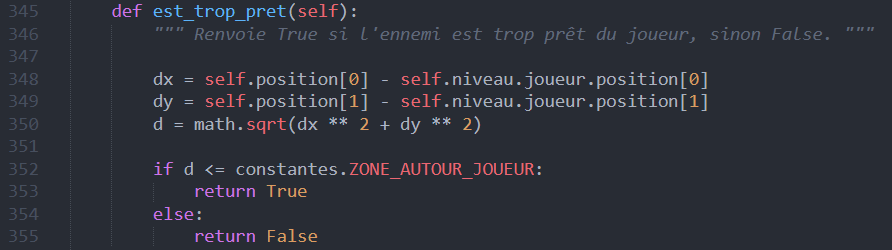 345 def est_trop_pret(self):
346 """ Renvoie True si l'ennemi est trop prêt du joueur, sinon False. """
347
348 dx = self.position[0] - self.niveau.joueur.position[0]
349 dy = self.position[1] - self.niveau.joueur.position[1]
350 d = math.sqrt(dx ** 2 + dy ** 2)
351
352 if d <= constantes.ZONE_AUTOUR_JOUEUR:
353 return True
354 else:
355 return False